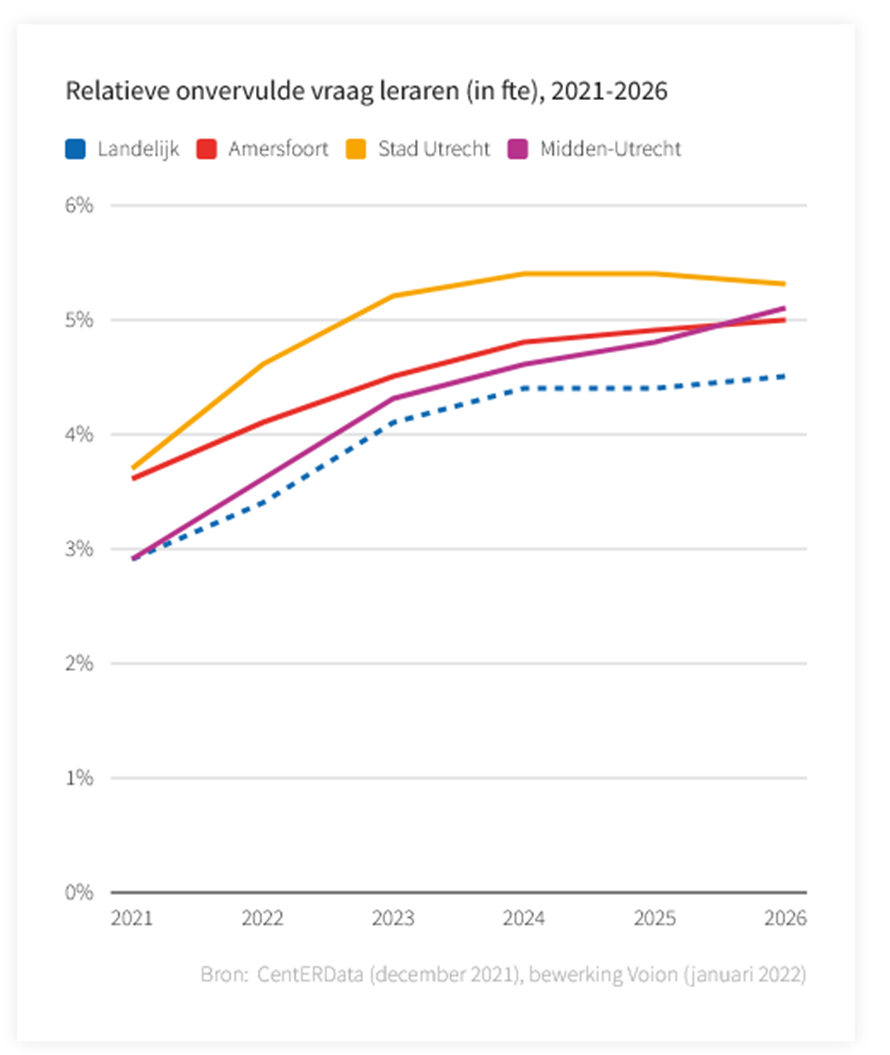 Relatieve onvervulde vraag leraren (in fte), 2021-2026
Landelijk Amersfoort Stad Utrecht Midden-Utrecht
6%
5%
4%
3%
2%
1%
0%
2021 2022 2023 2024 2025 2026
Bron: CentERData (december 2021), bewerking Voion (januari 2022)